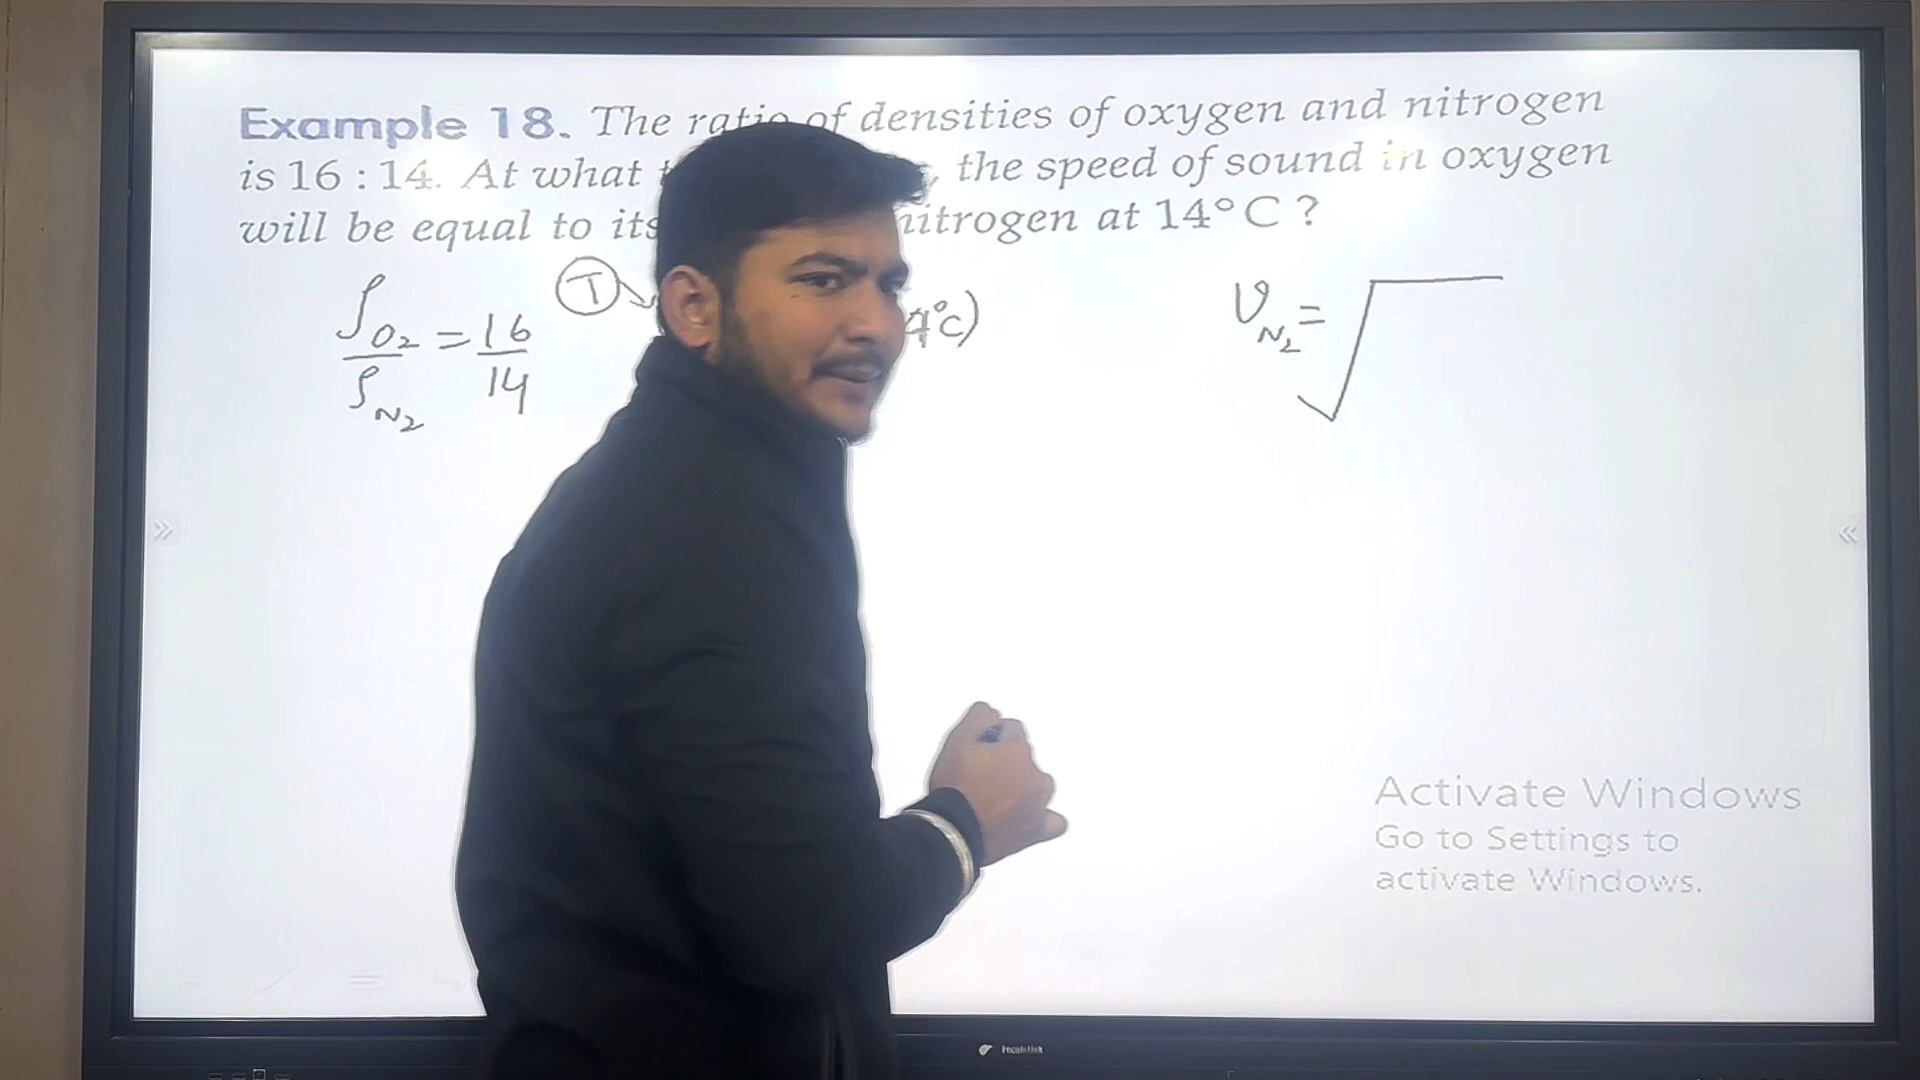 Example 18. The ratio of densities of oxygen and nitrogen
is 16 : 14. At what the speed of sound in oxygen
will be equal to its nitrogen at 14° C ?
ρO₂ / ρN₂ = 16 / 14
T
4°C)
υN₂ = √
Activate Windows
Go to Settings to
activate Windows.